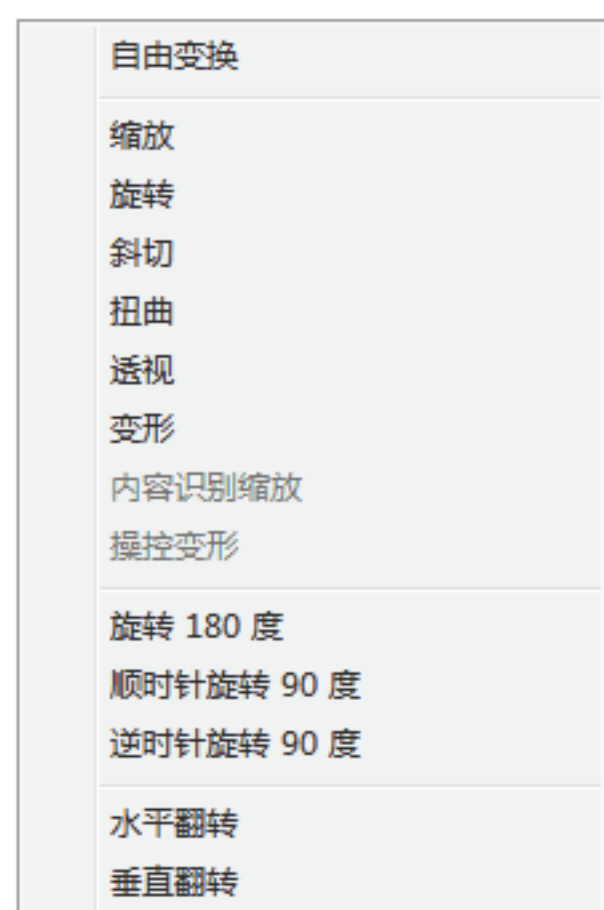 自由变换
缩放
旋转
斜切
扭曲
透视
变形
内容识别缩放
操控变形
旋转 180 度
顺时针旋转 90 度
逆时针旋转 90 度
水平翻转
垂直翻转